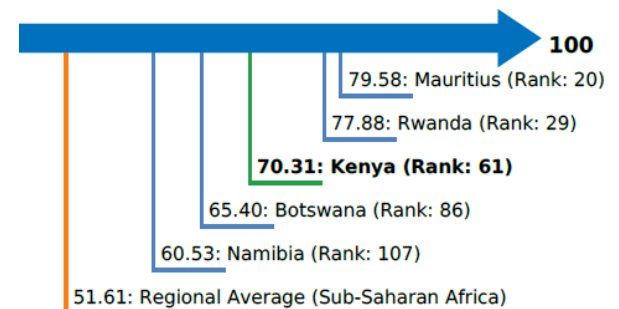 100
79.58: Mauritius (Rank: 20)
77.88: Rwanda (Rank: 29)
70.31: Kenya (Rank: 61)
65.40: Botswana (Rank: 86)
60.53: Namibia (Rank: 107)
51.61: Regional Average (Sub-Saharan Africa)